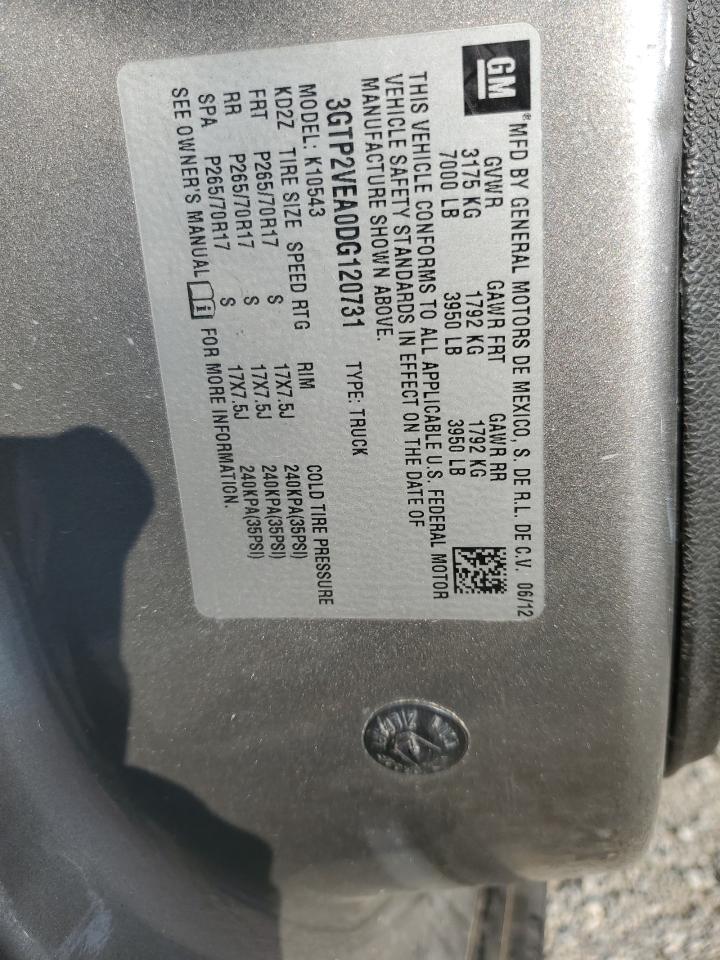 GM
®MFD BY GENERAL MOTORS DE MEXICO, S. DE R.L. DE C.V. 06/12
GVWR GAWR FRT GAWR RR
3175 KG 1792 KG 1792 KG
7000 LB 3950 LB 3950 LB
THIS VEHICLE CONFORMS TO ALL APPLICABLE U.S. FEDERAL MOTOR
VEHICLE SAFETY STANDARDS IN EFFECT ON THE DATE OF
MANUFACTURE SHOWN ABOVE.
3GTP2VEA0DG120731 TYPE: TRUCK
MODEL: K10543
KD2Z TIRE SIZE SPEED RTG RIM COLD TIRE PRESSURE
FRT P265/70R17 S 17X7.5J 240KPA(35PSI)
RR P265/70R17 S 17X7.5J 240KPA(35PSI)
SPA P265/70R17 S 17X7.5J 240KPA(35PSI)
SEE OWNER'S MANUAL FOR MORE INFORMATION.